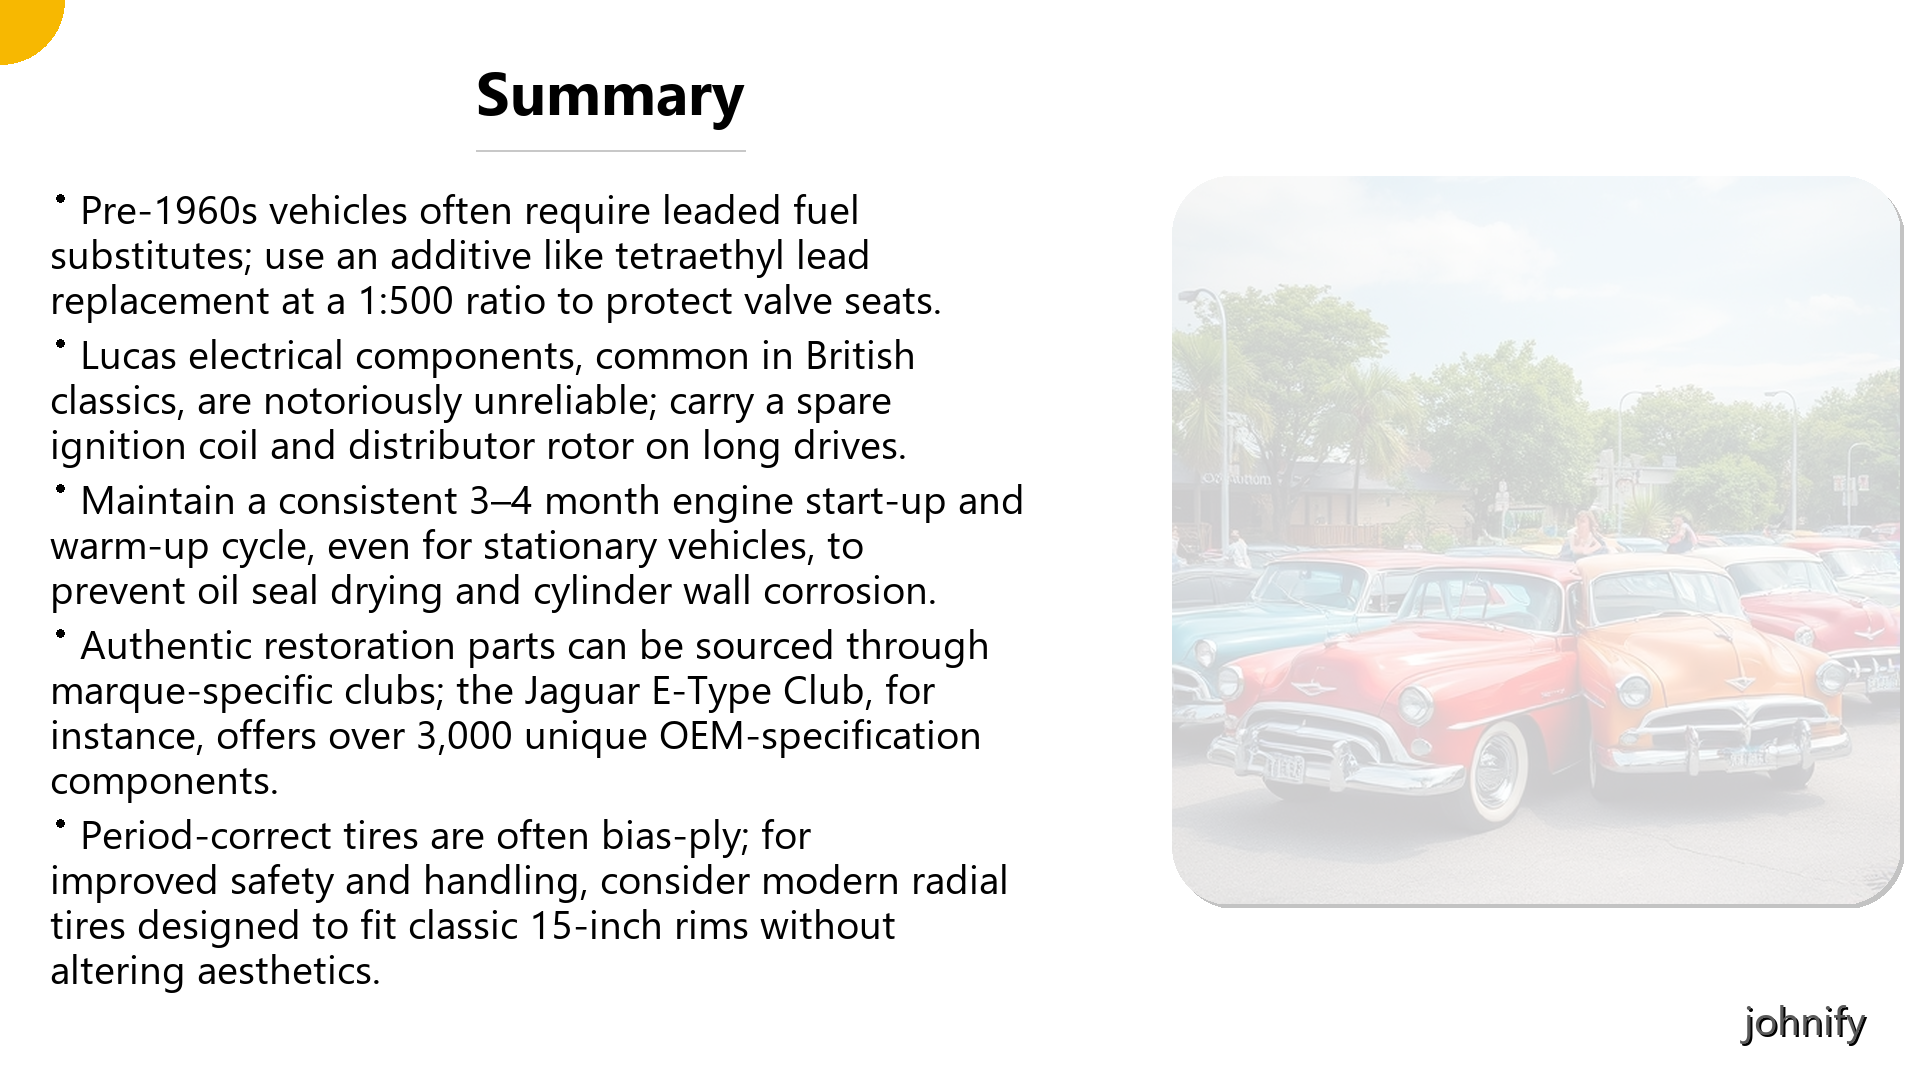 Summary
• Pre-1960s vehicles often require leaded fuel
substitutes; use an additive like tetraethyl lead
replacement at a 1:500 ratio to protect valve seats.
• Lucas electrical components, common in British
classics, are notoriously unreliable; carry a spare
ignition coil and distributor rotor on long drives.
• Maintain a consistent 3–4 month engine start-up and
warm-up cycle, even for stationary vehicles, to
prevent oil seal drying and cylinder wall corrosion.
• Authentic restoration parts can be sourced through
marque-specific clubs; the Jaguar E-Type Club, for
instance, offers over 3,000 unique OEM-specification
components.
• Period-correct tires are often bias-ply; for
improved safety and handling, consider modern radial
tires designed to fit classic 15-inch rims without
altering aesthetics.
johnify